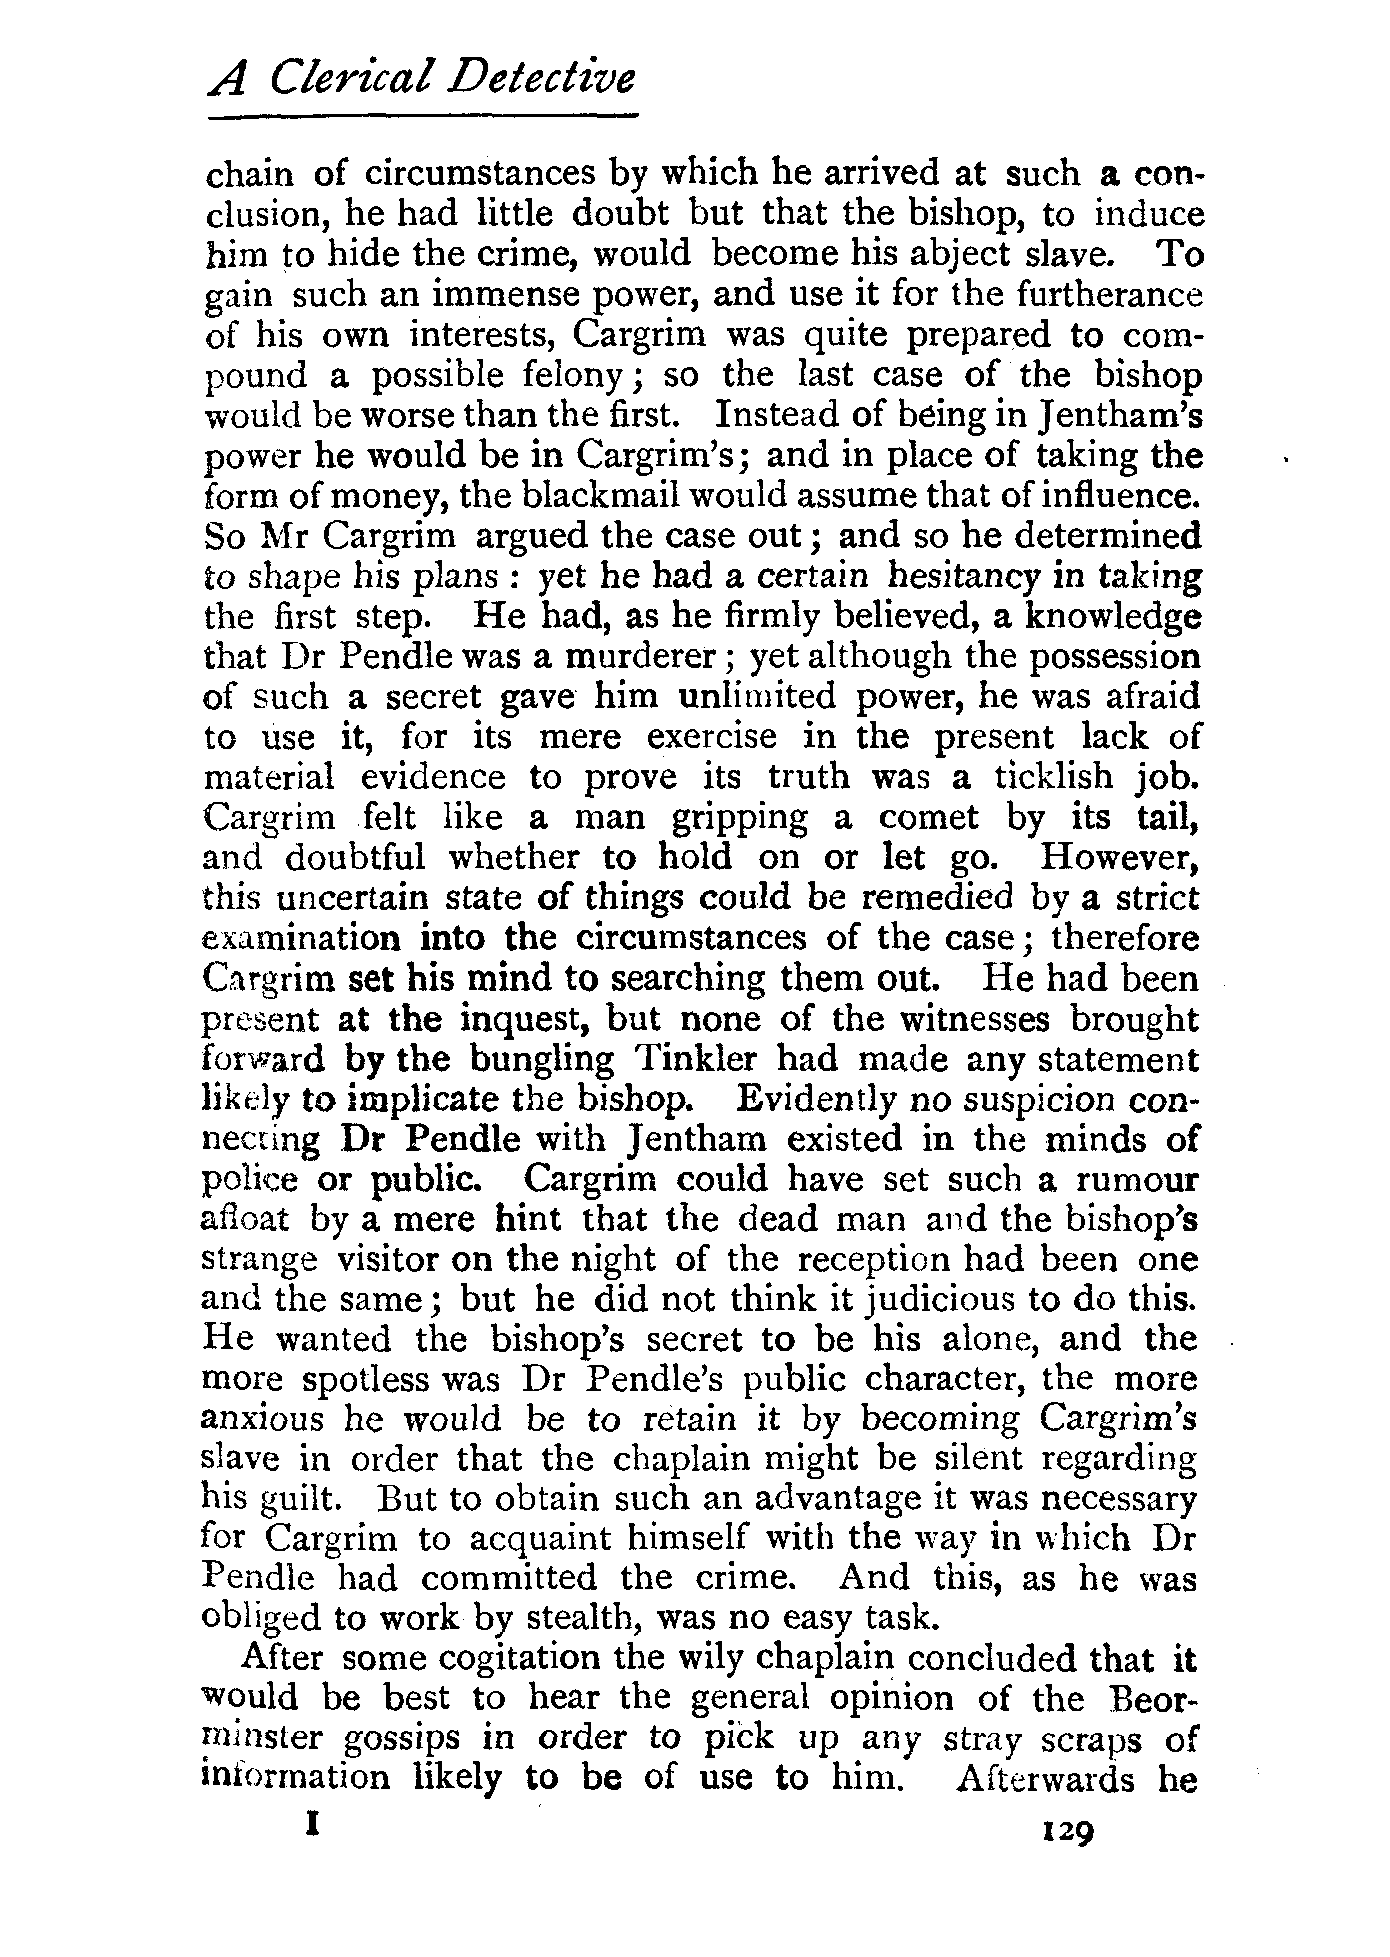 A Clerical Detective
chain of circumstances by which he arrived at such a con-
clusion, he had little doubt but that the bishop, to induce
him to hide the crime, would become his abject slave. To
gain such an immense power, and use it for the furtherance
of his own interests, Cargrim was quite prepared to com-
pound a possible felony; so the last case of the bishop
would be worse than the first. Instead of being in Jentham's
power he would be in Cargrim's; and in place of taking the
form of money, the blackmail would assume that of influence.
So Mr Cargrim argued the case out; and so he determined
to shape his plans: yet he had a certain hesitancy in taking
the first step. He had, as he firmly believed, a knowledge
that Dr Pendle was a murderer; yet although the possession
of such a secret gave him unlimited power, he was afraid
to use it, for its mere exercise in the present lack of
material evidence to prove its truth was a ticklish job.
Cargrim felt like a man gripping a comet by its tail,
and doubtful whether to hold on or let go. However,
this uncertain state of things could be remedied by a strict
examination into the circumstances of the case; therefore
Cargrim set his mind to searching them out. He had been
present at the inquest, but none of the witnesses brought
forward by the bungling Tinkler had made any statement
likely to implicate the bishop. Evidently no suspicion con-
necting Dr Pendle with Jentham existed in the minds of
police or public. Cargrim could have set such a rumour
afloat by a mere hint that the dead man and the bishop's
strange visitor on the night of the reception had been one
and the same; but he did not think it judicious to do this.
He wanted the bishop's secret to be his alone, and the
more spotless was Dr Pendle's public character, the more
anxious he would be to retain it by becoming Cargrim's
slave in order that the chaplain might be silent regarding
his guilt. But to obtain such an advantage it was necessary
for Cargrim to acquaint himself with the way in which Dr
Pendle had committed the crime. And this, as he was
obliged to work by stealth, was no easy task.
After some cogitation the wily chaplain concluded that it
would be best to hear the general opinion of the Beor-
minster gossips in order to pick up any stray scraps of
information likely to be of use to him. Afterwards he
I 129